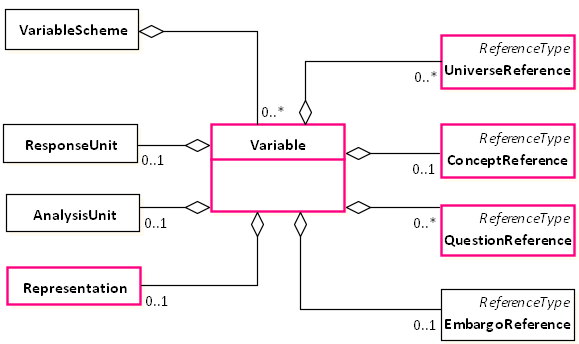 VariableScheme
ReferenceType
UniverseReference
0..*
0..*
Variable
ResponseUnit
0..1
ReferenceType
ConceptReference
0..1
AnalysisUnit
0..1
ReferenceType
QuestionReference
0..*
Representation
0..1
ReferenceType
EmbargoReference
0..1